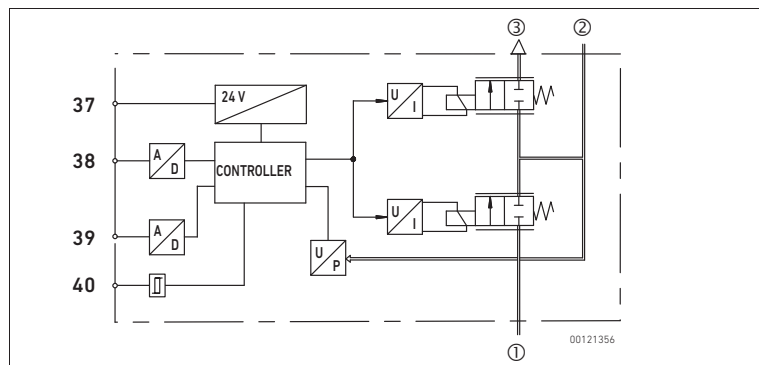 ③ ②
37
24 V
U
I
38
A
D
CONTROLLER
39
A
D
U
I
40
U
P
①
00121356